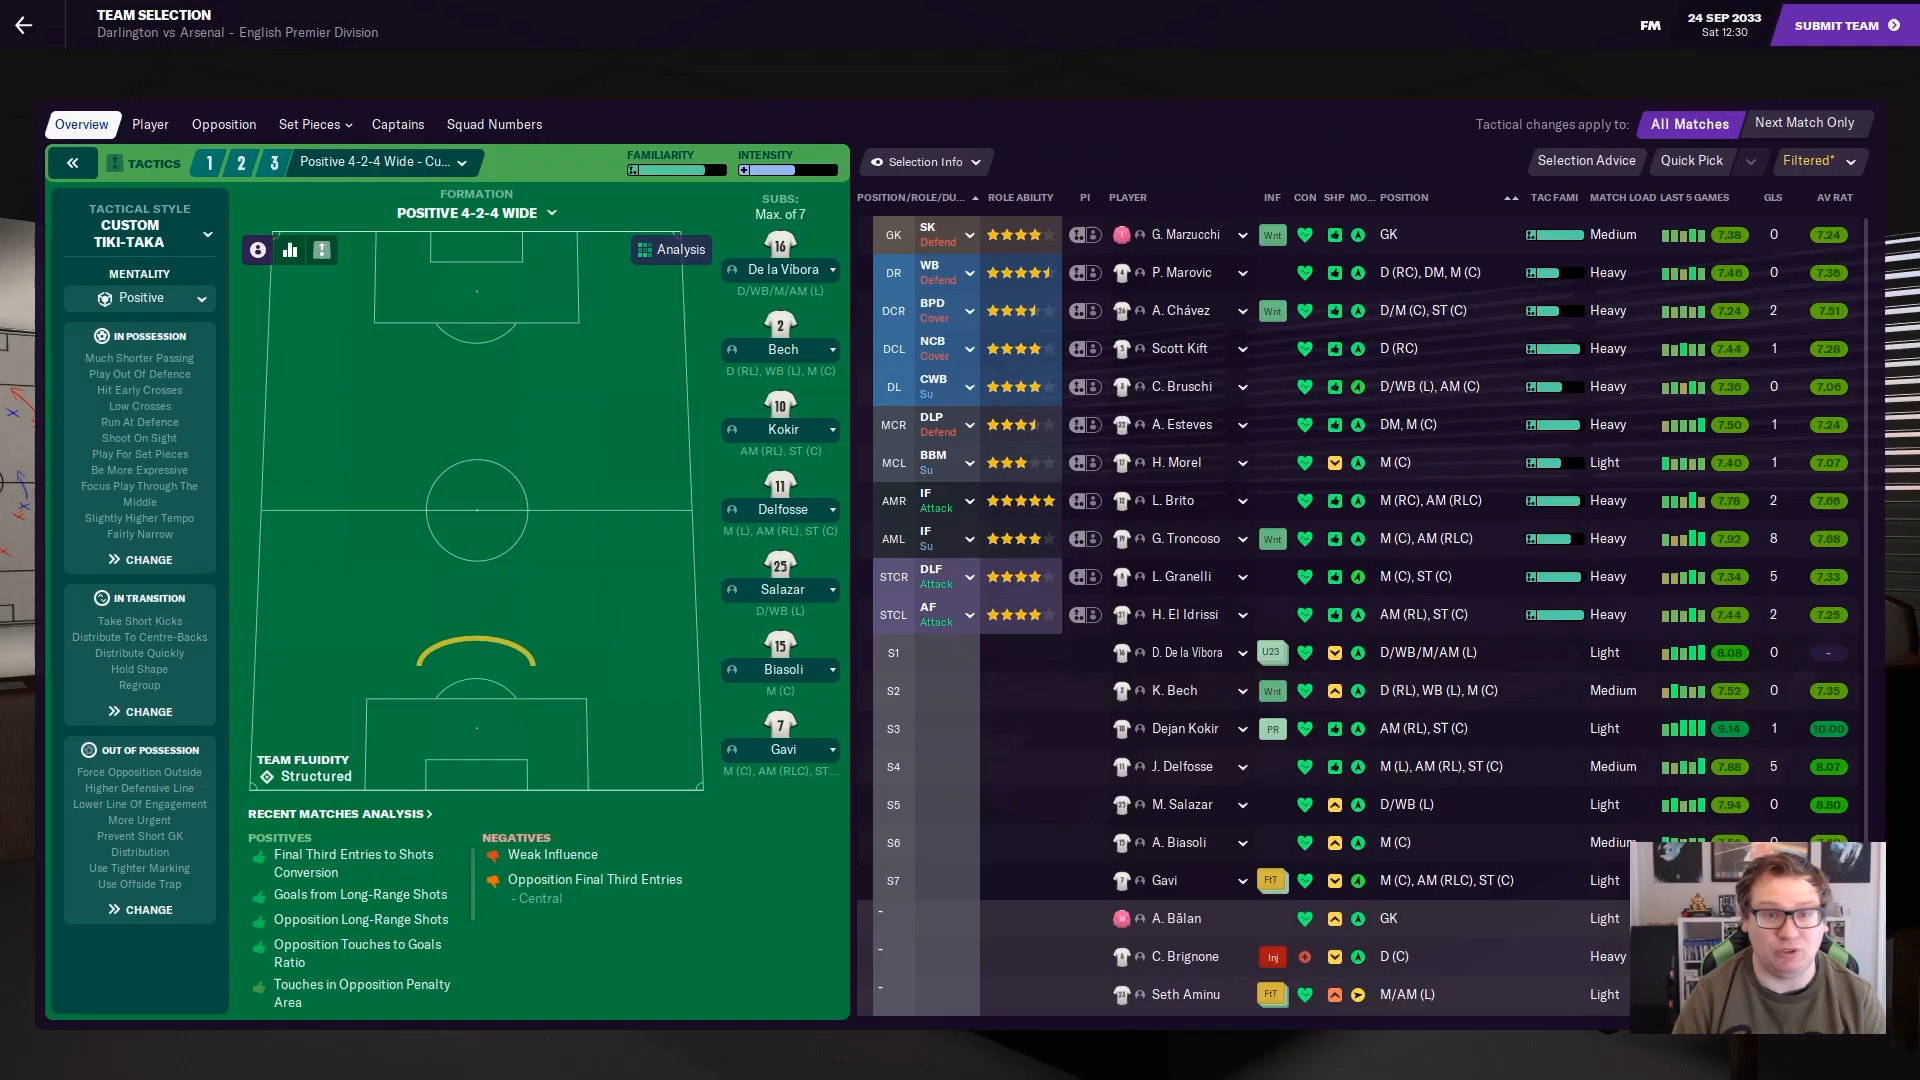 TEAM SELECTION
Darlington vs Arsenal - English Premier Division
FM
24 SEP 2033
Sat 12:30
SUBMIT TEAM
Overview Player Opposition Set Pieces Captains Squad Numbers
Tactical changes apply to: All Matches Next Match Only
TACTICS 1 2 3 Positive 4-2-4 Wide - Cu...
FAMILIARITY
INTENSITY
Selection Info
Selection Advice Quick Pick Filtered*
TACTICAL STYLE
CUSTOM
TIKI-TAKA
MENTALITY
Positive
IN POSSESSION
Much Shorter Passing
Play Out Of Defence
Hit Early Crosses
Low Crosses
Run At Defence
Shoot On Sight
Play For Set Pieces
Be More Expressive
Focus Play Through The
Middle
Slightly Higher Tempo
Fairly Narrow
CHANGE
IN TRANSITION
Take Short Kicks
Distribute To Centre-Backs
Distribute Quickly
Hold Shape
Regroup
CHANGE
OUT OF POSSESSION
Force Opposition Outside
Higher Defensive Line
Lower Line Of Engagement
More Urgent
Prevent Short GK
Distribution
Use Tighter Marking
Use Offside Trap
CHANGE
FORMATION
POSITIVE 4-2-4 WIDE
Analysis
TEAM FLUIDITY
Structured
SUBS:
Max. of 7
16
De la Víbora
D/WB/M/AM (L)
2
Bech
D (RL), WB (L), M (C)
10
Kokir
AM (RL), ST (C)
11
Delfosse
M (L), AM (RL), ST (C)
25
Salazar
D/WB (L)
15
Biasoli
M (C)
7
Gavi
M (C), AM (RLC), ST...
RECENT MATCHES ANALYSIS >
POSITIVES
Final Third Entries to Shots
Conversion
Goals from Long-Range Shots
Opposition Long-Range Shots
Opposition Touches to Goals
Ratio
Touches in Opposition Penalty
Area
NEGATIVES
Weak Influence
Opposition Final Third Entries
- Central
POSITION/ROLE/DU... ROLE ABILITY PI PLAYER INF CON SHP MO... POSITION TAC FAMI MATCH LOAD LAST 5 GAMES GLS AV RAT
GK SK Defend G. Marzucchi Wnt GK Medium 7.38 0 7.24
DR WB Defend P. Marovic D (RC), DM, M (C) Heavy 7.46 0 7.36
DCR BPD Cover A. Chávez Wnt D/M (C), ST (C) Heavy 7.24 2 7.51
DCL NCB Cover Scott Kift D (RC) Heavy 7.44 1 7.28
DL CWB Su C. Bruschi D/WB (L), AM (C) Heavy 7.36 0 7.06
MCR DLP Defend A. Esteves DM, M (C) Heavy 7.50 1 7.24
MCL BBM Su H. Morel M (C) Light 7.40 1 7.07
AMR IF Attack L. Brito M (RC), AM (RLC) Heavy 7.78 2 7.66
AML IF Su G. Troncoso Wnt M (C), AM (RLC) Heavy 7.92 8 7.68
STCR DLF Attack L. Granelli M (C), ST (C) Heavy 7.34 5 7.33
STCL AF Attack H. El Idrissi AM (RL), ST (C) Heavy 7.44 2 7.25
S1 D. De la Víbora U23 D/WB/M/AM (L) Light 8.08 0 -
S2 K. Bech Wnt D (RL), WB (L), M (C) Medium 7.52 0 7.35
S3 Dejan Kokir PR AM (RL), ST (C) Light 9.14 1 10.00
S4 J. Delfosse M (L), AM (RL), ST (C) Medium 7.88 5 8.07
S5 M. Salazar D/WB (L) Light 7.94 0 8.80
S6 A. Biasoli M (C) Medium
S7 Gavi FtT M (C), AM (RLC), ST (C) Light
- A. Bălan GK Light
- C. Brignone Inj D (C) Heavy
- Seth Aminu FtT M/AM (L) Light